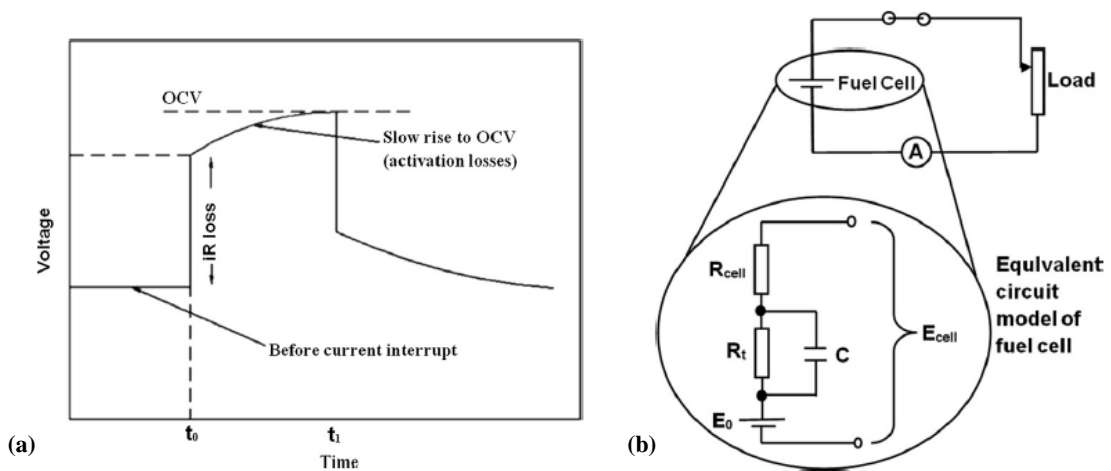 OCV
Slow rise to OCV
(activation losses)
iR loss
Voltage
Before current interrupt
t₀
t₁
Time
(a)
Fuel Cell
Load
A
Rcell
Rt
C
E₀
Ecell
Equivalent
circuit
model of
fuel cell
(b)